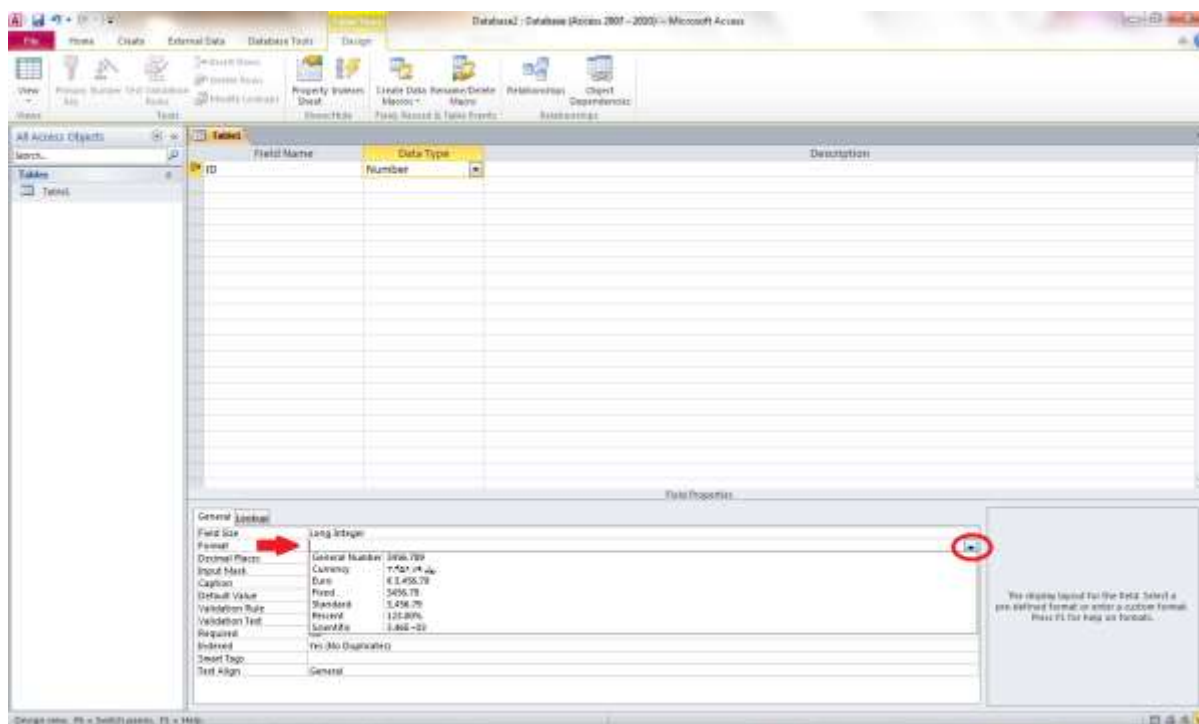 Database2 : Database (Access 2007 - 2010) - Microsoft Access
File Home Create External Data Database Tools Design
View Primary Key Builder Test Validation Rules Insert Rows Delete Rows Modify Lookups Property Sheet Indexes Create Data Macros Rename/Delete Macro Relationships Object Dependencies
Views Tools Show/Hide Field, Record & Table Events Relationships
All Access Objects
Search...
Tables
Table1
Table1
Field Name Data Type Description
ID Number
Field Properties
General Lookup
Field Size Long Integer
Format
Decimal Places General Number 3456.789
Input Mask Currency
Caption Euro € 3,456.79
Default Value Fixed 3456.79
Validation Rule Standard 3,456.79
Validation Text Percent 123.00%
Required Scientific 3.46E+03
Indexed Yes (No Duplicates)
Smart Tags
Text Align General
The display layout for the field. Select a
pre-defined format or enter a custom format.
Press F1 for help on formats.
Design view. F6 = Switch panes. F1 = Help.